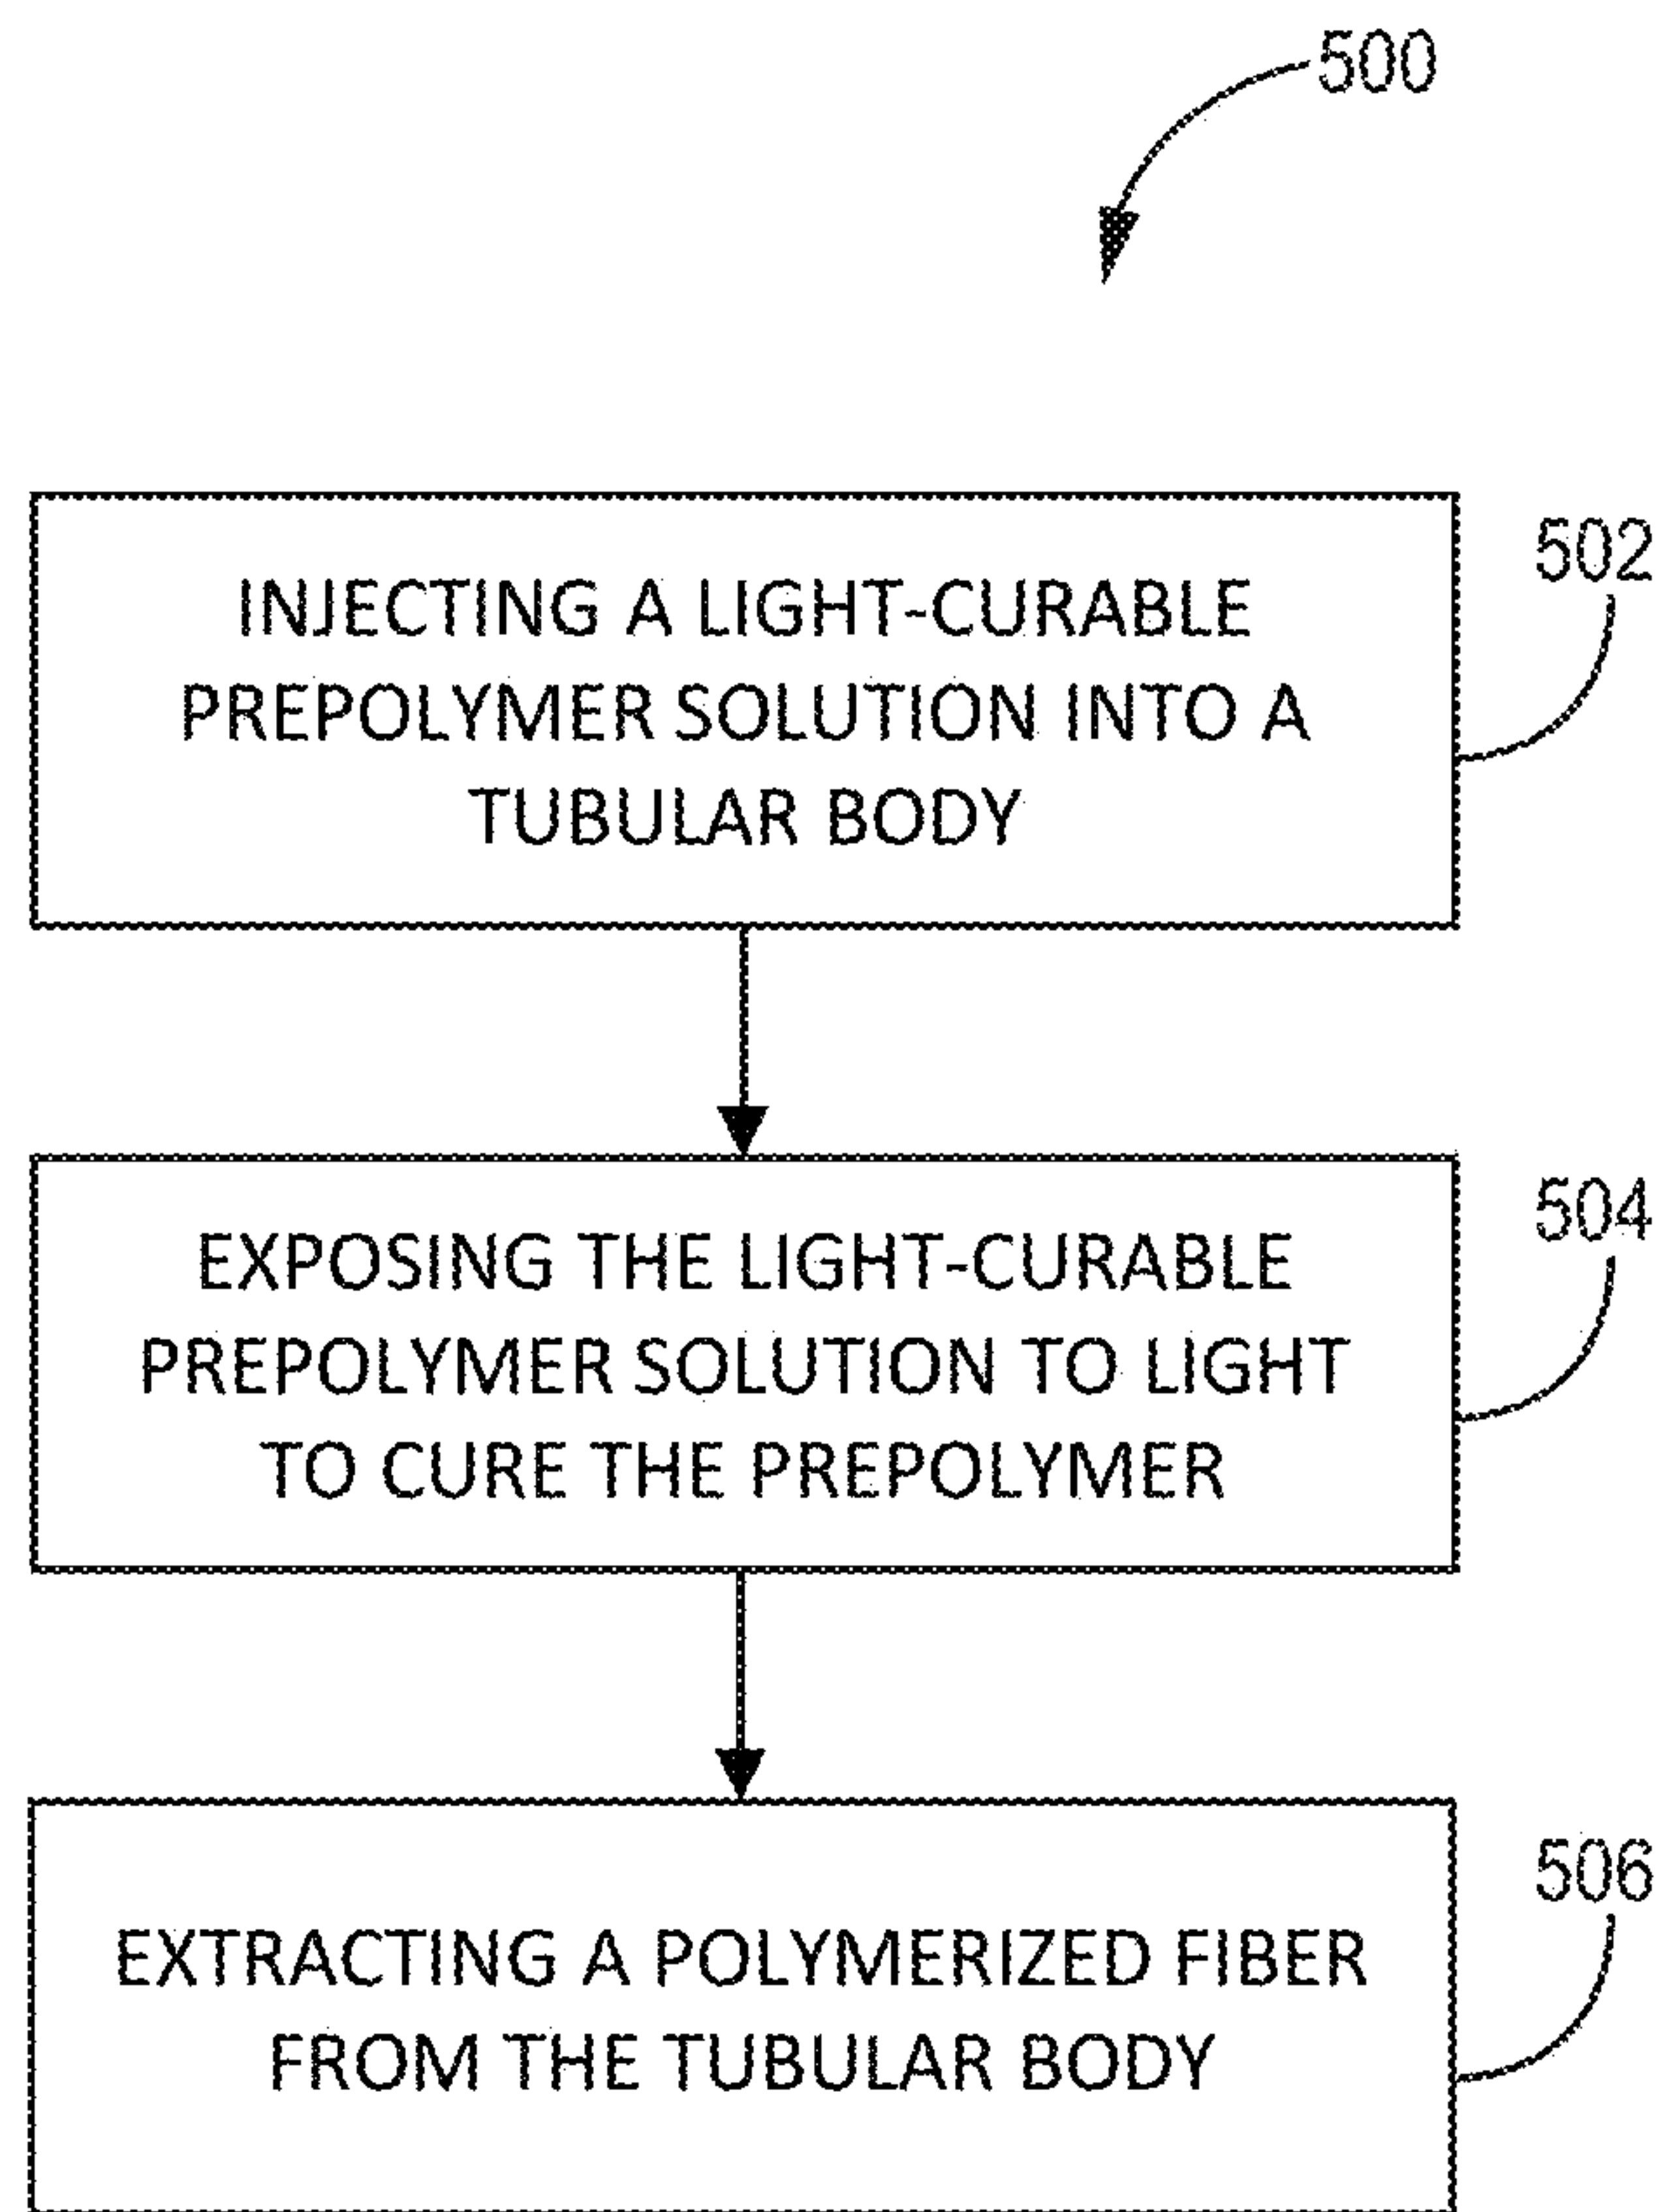 500
INJECTING A LIGHT-CURABLE
PREPOLYMER SOLUTION INTO A
TUBULAR BODY
502
EXPOSING THE LIGHT-CURABLE
PREPOLYMER SOLUTION TO LIGHT
TO CURE THE PREPOLYMER
504
EXTRACTING A POLYMERIZED FIBER
FROM THE TUBULAR BODY
506